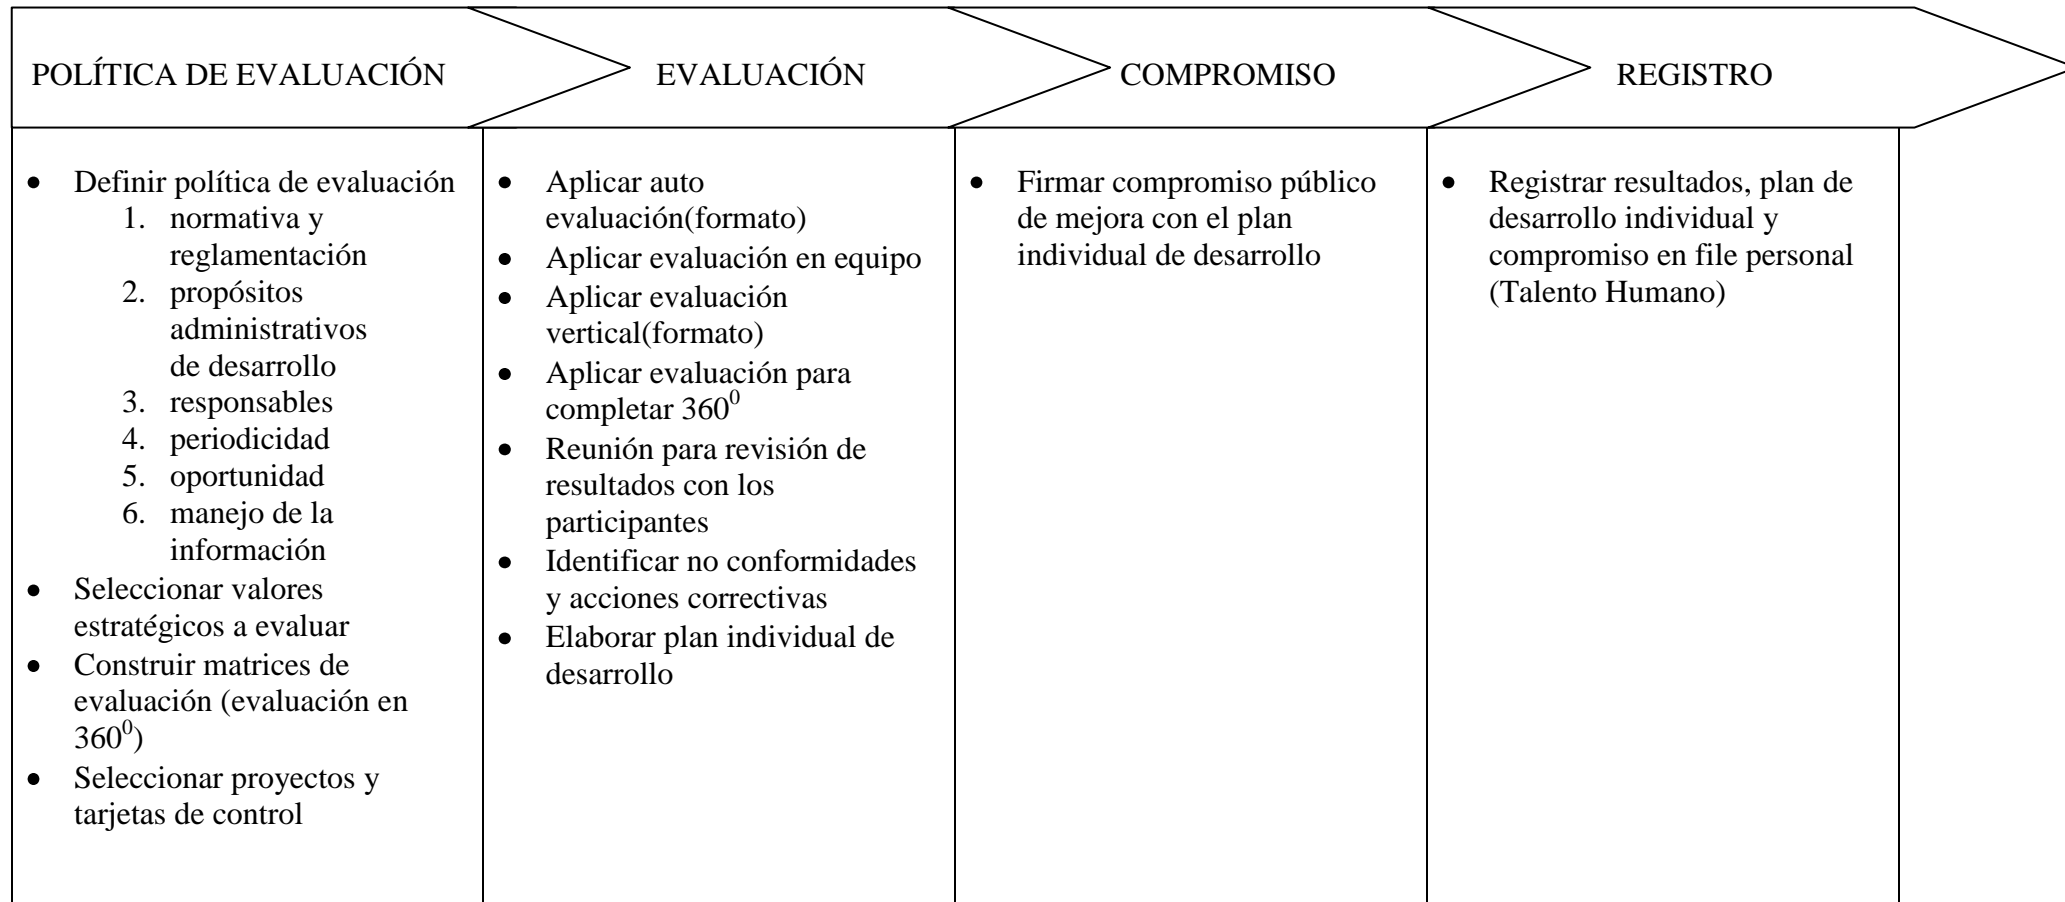 POLÍTICA DE EVALUACIÓN
EVALUACIÓN
COMPROMISO
REGISTRO
• Definir política de evaluación
1. normativa y
reglamentación
2. propósitos
administrativos
de desarrollo
3. responsables
4. periodicidad
5. oportunidad
6. manejo de la
información
• Seleccionar valores
estratégicos a evaluar
• Construir matrices de
evaluación (evaluación en
360⁰)
• Seleccionar proyectos y
tarjetas de control
• Aplicar auto
evaluación(formato)
• Aplicar evaluación en equipo
• Aplicar evaluación
vertical(formato)
• Aplicar evaluación para
completar 360⁰
• Reunión para revisión de
resultados con los
participantes
• Identificar no conformidades
y acciones correctivas
• Elaborar plan individual de
desarrollo
• Firmar compromiso público
de mejora con el plan
individual de desarrollo
• Registrar resultados, plan de
desarrollo individual y
compromiso en file personal
(Talento Humano)